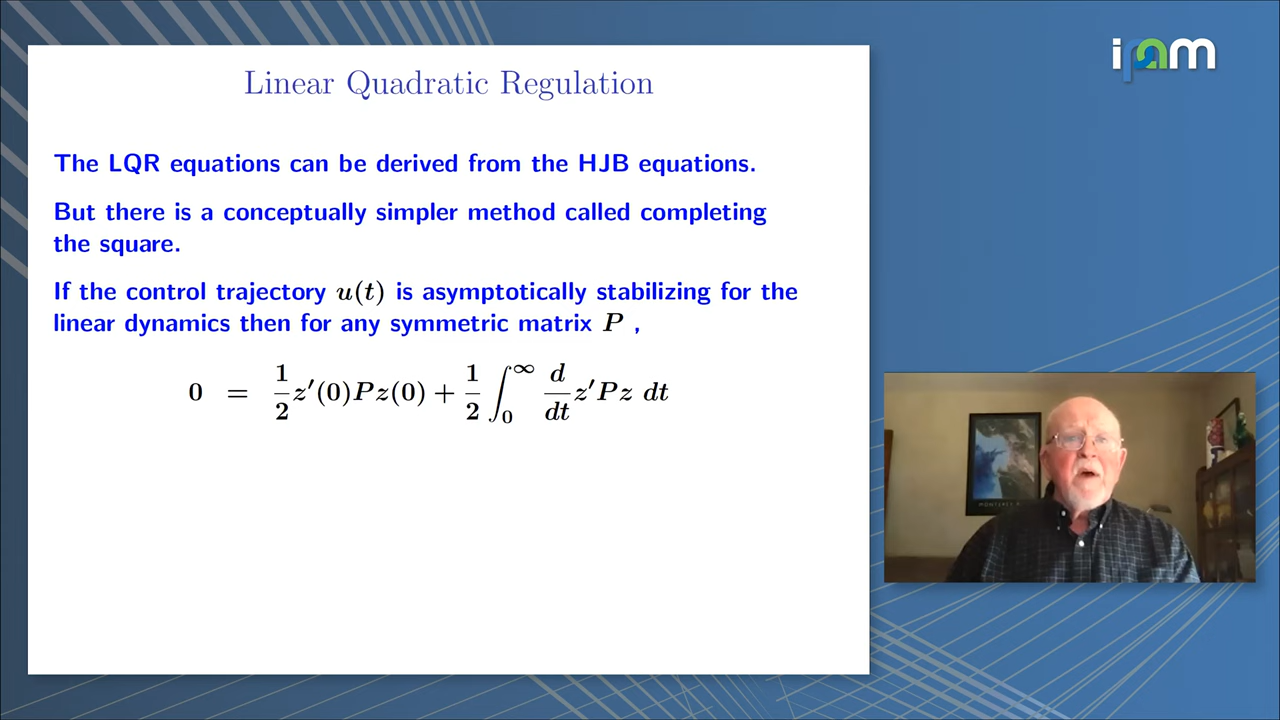 ipam
Linear Quadratic Regulation
The LQR equations can be derived from the HJB equations.
But there is a conceptually simpler method called completing
the square.
If the control trajectory u(t) is asymptotically stabilizing for the
linear dynamics then for any symmetric matrix P ,
0 = 1/2 z′(0)Pz(0) + 1/2 ∫₀^∞ d/dt z′Pz dt